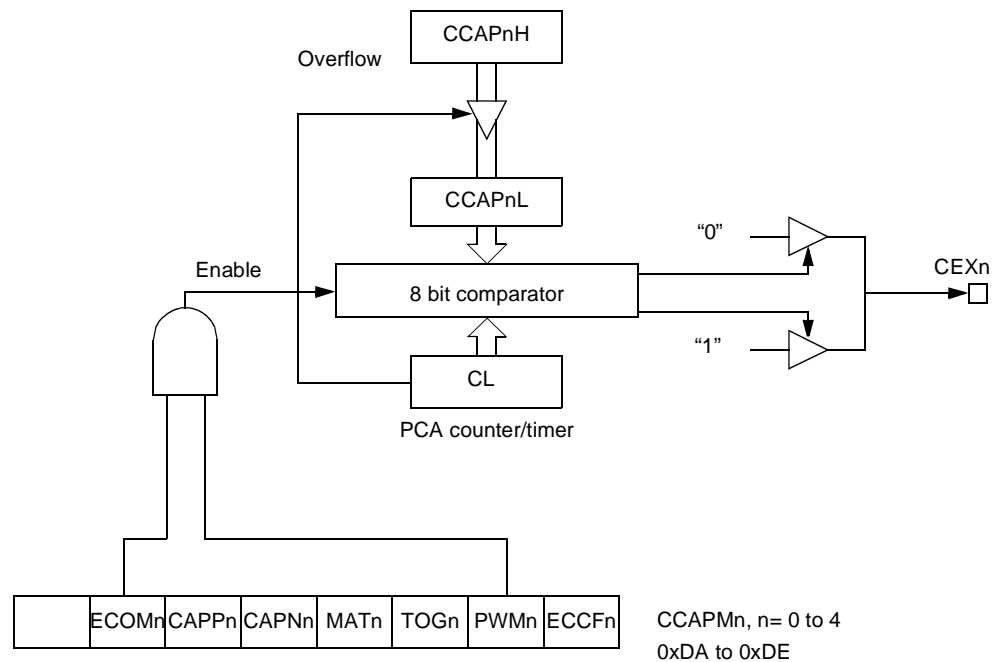 CCAPnH
Overflow
CCAPnL
“0”
CEXn
Enable
8 bit comparator
“1”
CL
PCA counter/timer
ECOMn CAPPn CAPNn MATn TOGn PWMn ECCFn
CCAPMn, n= 0 to 4
0xDA to 0xDE